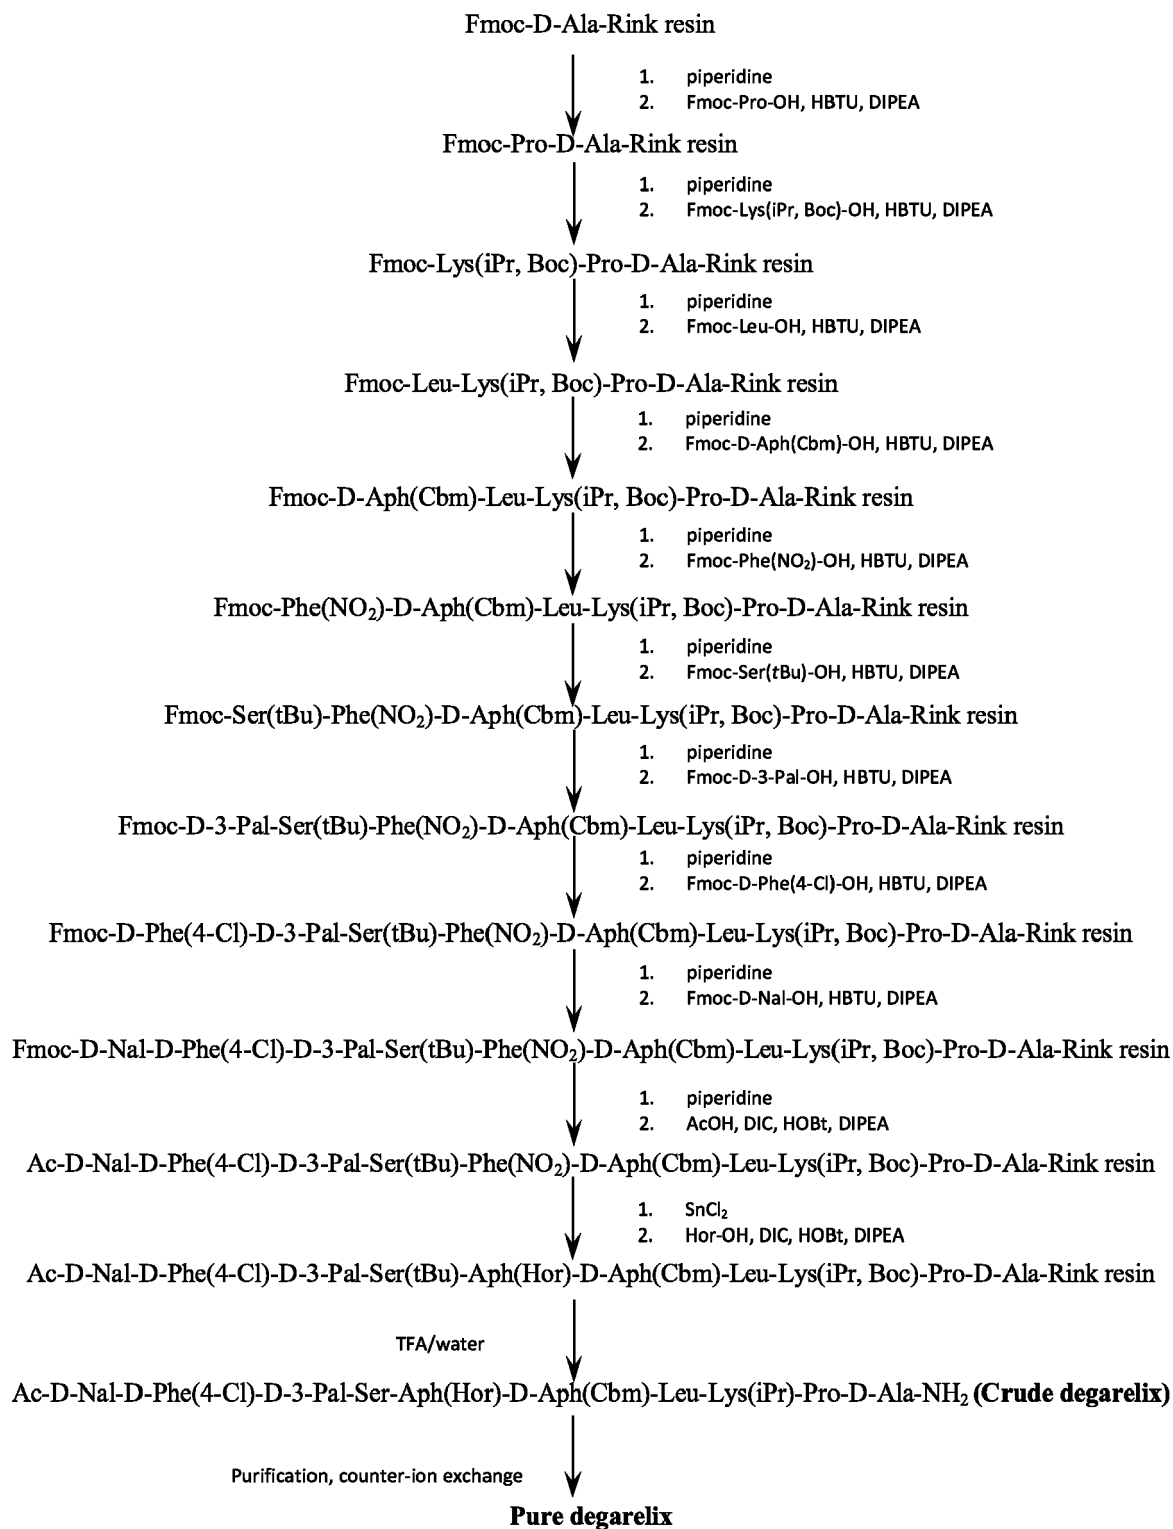 Fmoc-D-Ala-Rink resin
1. piperidine
2. Fmoc-Pro-OH, HBTU, DIPEA
Fmoc-Pro-D-Ala-Rink resin
1. piperidine
2. Fmoc-Lys(iPr, Boc)-OH, HBTU, DIPEA
Fmoc-Lys(iPr, Boc)-Pro-D-Ala-Rink resin
1. piperidine
2. Fmoc-Leu-OH, HBTU, DIPEA
Fmoc-Leu-Lys(iPr, Boc)-Pro-D-Ala-Rink resin
1. piperidine
2. Fmoc-D-Aph(Cbm)-OH, HBTU, DIPEA
Fmoc-D-Aph(Cbm)-Leu-Lys(iPr, Boc)-Pro-D-Ala-Rink resin
1. piperidine
2. Fmoc-Phe(NO₂)-OH, HBTU, DIPEA
Fmoc-Phe(NO₂)-D-Aph(Cbm)-Leu-Lys(iPr, Boc)-Pro-D-Ala-Rink resin
1. piperidine
2. Fmoc-Ser(tBu)-OH, HBTU, DIPEA
Fmoc-Ser(tBu)-Phe(NO₂)-D-Aph(Cbm)-Leu-Lys(iPr, Boc)-Pro-D-Ala-Rink resin
1. piperidine
2. Fmoc-D-3-Pal-OH, HBTU, DIPEA
Fmoc-D-3-Pal-Ser(tBu)-Phe(NO₂)-D-Aph(Cbm)-Leu-Lys(iPr, Boc)-Pro-D-Ala-Rink resin
1. piperidine
2. Fmoc-D-Phe(4-Cl)-OH, HBTU, DIPEA
Fmoc-D-Phe(4-Cl)-D-3-Pal-Ser(tBu)-Phe(NO₂)-D-Aph(Cbm)-Leu-Lys(iPr, Boc)-Pro-D-Ala-Rink resin
1. piperidine
2. Fmoc-D-Nal-OH, HBTU, DIPEA
Fmoc-D-Nal-D-Phe(4-Cl)-D-3-Pal-Ser(tBu)-Phe(NO₂)-D-Aph(Cbm)-Leu-Lys(iPr, Boc)-Pro-D-Ala-Rink resin
1. piperidine
2. AcOH, DIC, HOBt, DIPEA
Ac-D-Nal-D-Phe(4-Cl)-D-3-Pal-Ser(tBu)-Phe(NO₂)-D-Aph(Cbm)-Leu-Lys(iPr, Boc)-Pro-D-Ala-Rink resin
1. SnCl₂
2. Hor-OH, DIC, HOBt, DIPEA
Ac-D-Nal-D-Phe(4-Cl)-D-3-Pal-Ser(tBu)-Aph(Hor)-D-Aph(Cbm)-Leu-Lys(iPr, Boc)-Pro-D-Ala-Rink resin
TFA/water
Ac-D-Nal-D-Phe(4-Cl)-D-3-Pal-Ser-Aph(Hor)-D-Aph(Cbm)-Leu-Lys(iPr)-Pro-D-Ala-NH₂ (Crude degarelix)
Purification, counter-ion exchange
Pure degarelix